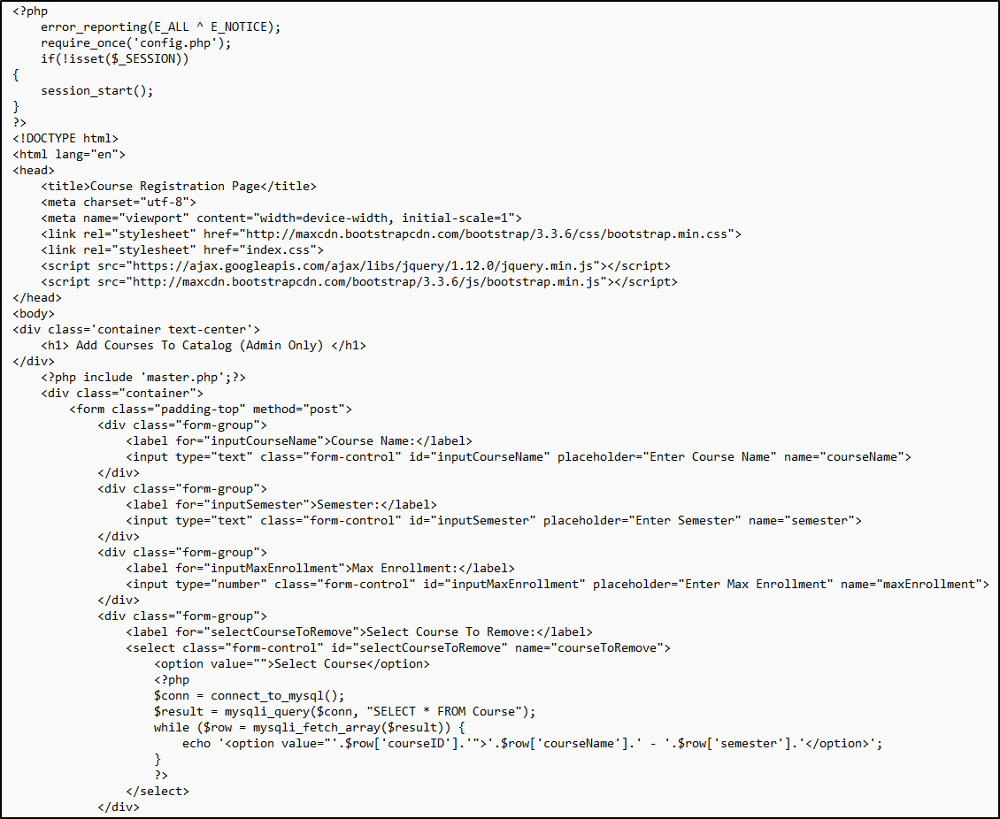 <?php
    error_reporting(E_ALL ^ E_NOTICE);
    require_once('config.php');
    if(!isset($_SESSION))
{
    session_start();
}
?>
<!DOCTYPE html>
<html lang="en">
<head>
    <title>Course Registration Page</title>
    <meta charset="utf-8">
    <meta name="viewport" content="width=device-width, initial-scale=1">
    <link rel="stylesheet" href="http://maxcdn.bootstrapcdn.com/bootstrap/3.3.6/css/bootstrap.min.css">
    <link rel="stylesheet" href="index.css">
    <script src="https://ajax.googleapis.com/ajax/libs/jquery/1.12.0/jquery.min.js"></script>
    <script src="http://maxcdn.bootstrapcdn.com/bootstrap/3.3.6/js/bootstrap.min.js"></script>
</head>
<body>
<div class='container text-center'>
    <h1> Add Courses To Catalog (Admin Only) </h1>
</div>
    <?php include 'master.php';?>
    <div class="container">
        <form class="padding-top" method="post">
            <div class="form-group">
                <label for="inputCourseName">Course Name:</label>
                <input type="text" class="form-control" id="inputCourseName" placeholder="Enter Course Name" name="courseName">
            </div>
            <div class="form-group">
                <label for="inputSemester">Semester:</label>
                <input type="text" class="form-control" id="inputSemester" placeholder="Enter Semester" name="semester">
            </div>
            <div class="form-group">
                <label for="inputMaxEnrollment">Max Enrollment:</label>
                <input type="number" class="form-control" id="inputMaxEnrollment" placeholder="Enter Max Enrollment" name="maxEnrollment">
            </div>
            <div class="form-group">
                <label for="selectCourseToRemove">Select Course To Remove:</label>
                <select class="form-control" id="selectCourseToRemove" name="courseToRemove">
                    <option value="">Select Course</option>
                    <?php
                    $conn = connect_to_mysql();
                    $result = mysqli_query($conn, "SELECT * FROM Course");
                    while ($row = mysqli_fetch_array($result)) {
                        echo '<option value="'.$row['courseID'].'">'.$row['courseName'].' - '.$row['semester'].'</option>';
                    }
                    ?>
                </select>
            </div>